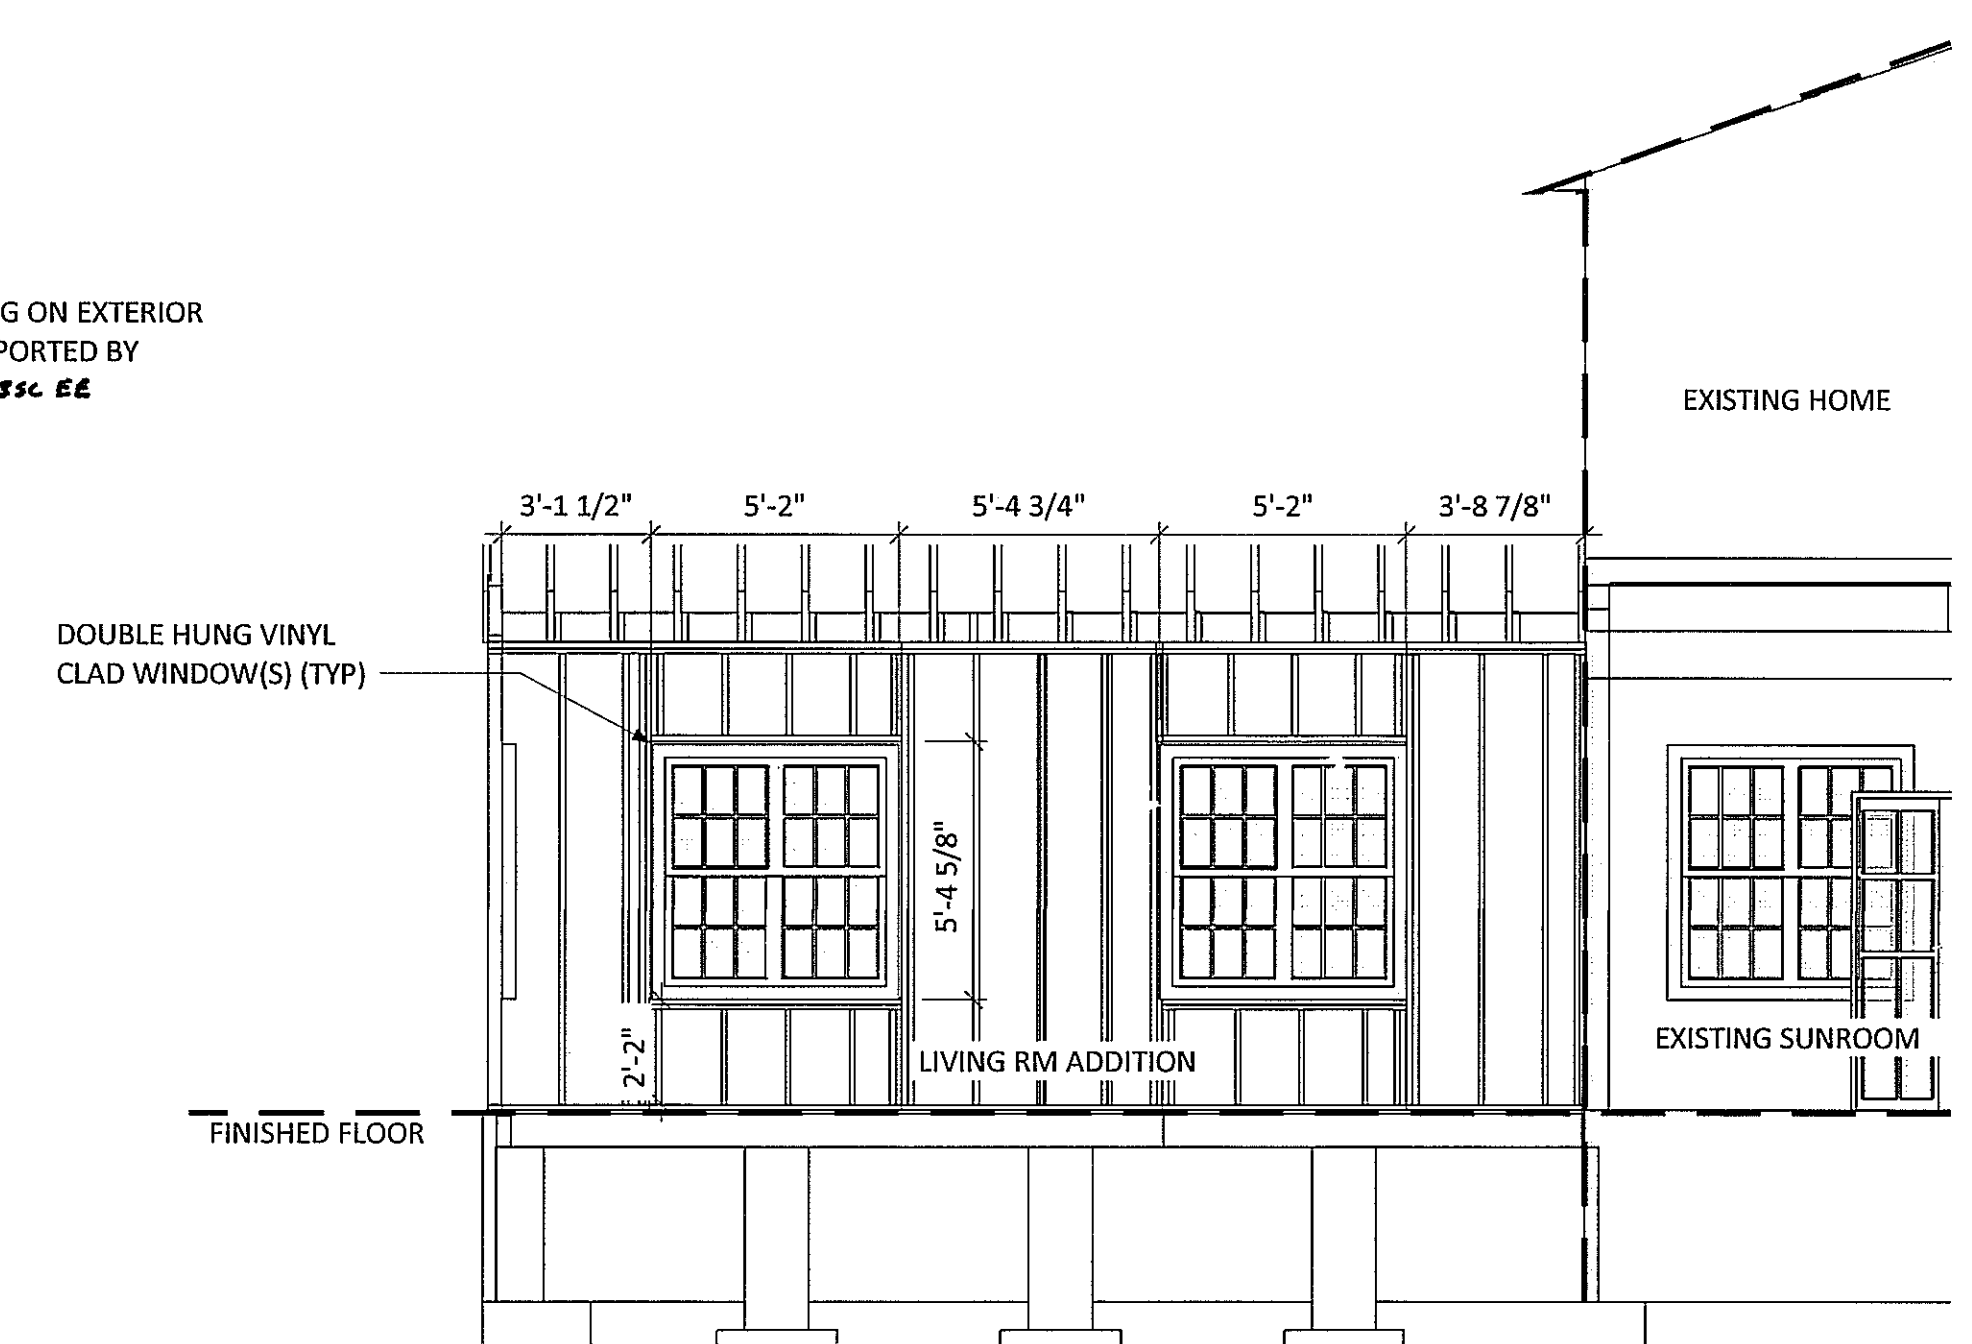 G ON EXTERIOR
PORTED BY
EE
EXISTING HOME
3'-1 1/2"
5'-2"
5'-4 3/4"
5'-2"
3'-8 7/8"
DOUBLE HUNG VINYL
CLAD WINDOW(S) (TYP)
5'-4 5/8"
2'-2"
LIVING RM ADDITION
EXISTING SUNROOM
FINISHED FLOOR